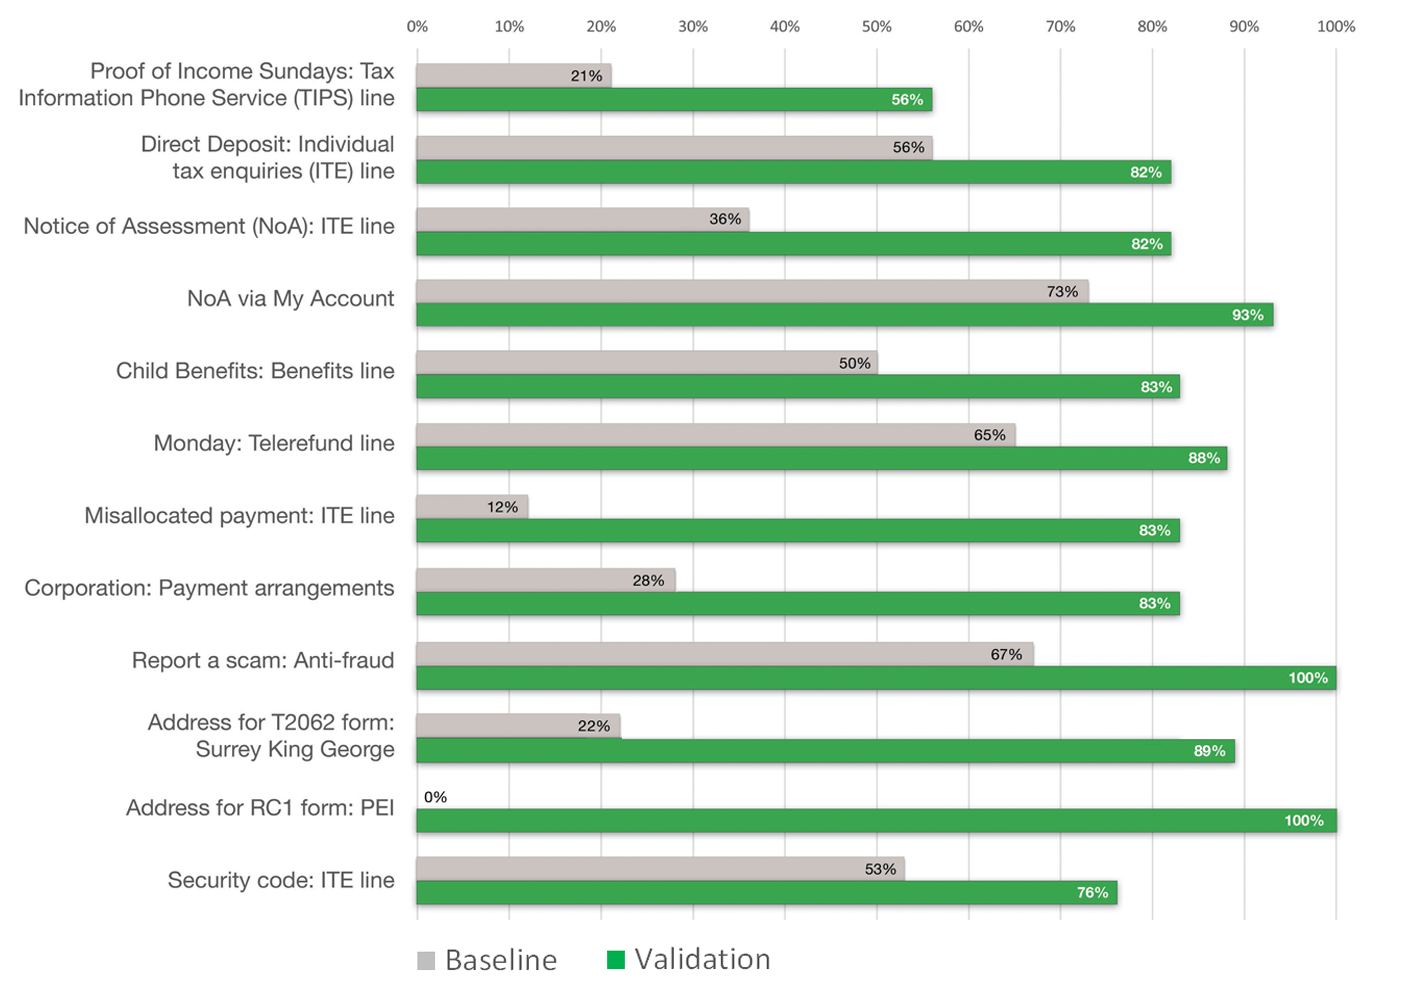 0% 10% 20% 30% 40% 50% 60% 70% 80% 90% 100%
Proof of Income Sundays: Tax
Information Phone Service (TIPS) line
21%
56%
Direct Deposit: Individual
tax enquiries (ITE) line
56%
82%
Notice of Assessment (NoA): ITE line
36%
82%
NoA via My Account
73%
93%
Child Benefits: Benefits line
50%
83%
Monday: Telerefund line
65%
88%
Misallocated payment: ITE line
12%
83%
Corporation: Payment arrangements
28%
83%
Report a scam: Anti-fraud
67%
100%
Address for T2062 form:
Surrey King George
22%
89%
Address for RC1 form: PEI
0%
100%
Security code: ITE line
53%
76%
Baseline Validation